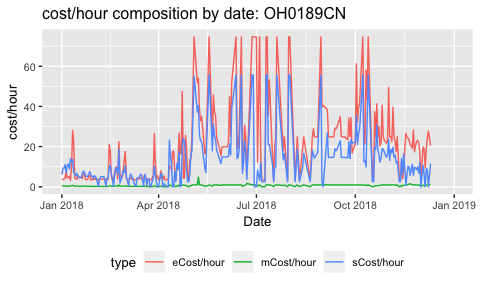 cost/hour composition by date: OH0189CN
cost/hour
60
40
20
0
Jan 2018 Apr 2018 Jul 2018 Oct 2018 Jan 2019
Date
type eCost/hour mCost/hour sCost/hour